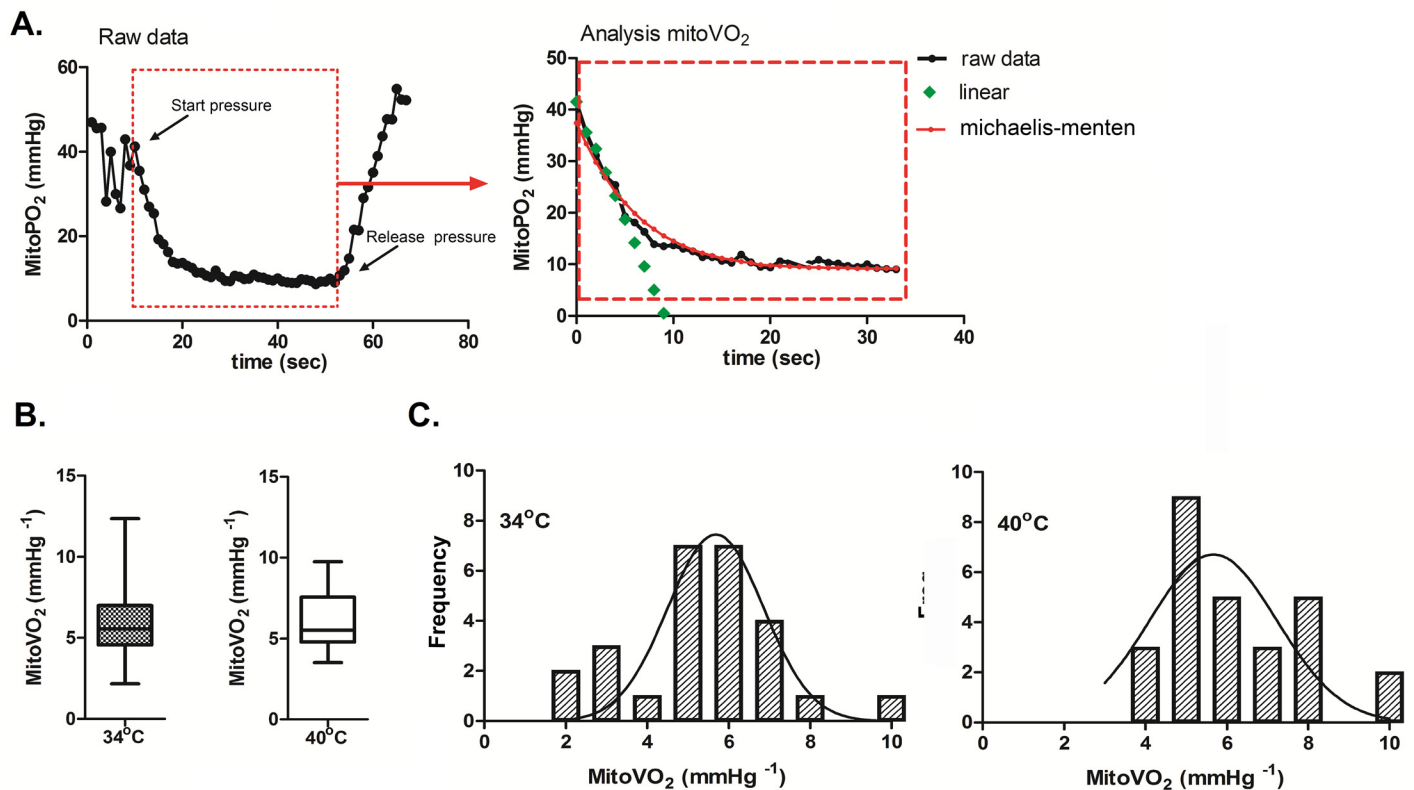 A.
Raw data
60
40
20
0
0 20 40 60 80
MitoPO2 (mmHg)
time (sec)
Start pressure
Release pressure
Analysis mitoVO2
50
40
30
20
10
0
0 10 20 30 40
MitoPO2 (mmHg)
time (sec)
raw data
linear
michaelis-menten
B.
15
10
5
0
MitoVO2 (mmHg -1)
34°C
15
10
5
0
MitoVO2 (mmHg -1)
40°C
C.
10
8
6
4
2
0
Frequency
34°C
0 2 4 6 8 10
MitoVO2 (mmHg -1)
10
8
6
4
2
0
40°C
0 2 4 6 8 10
MitoVO2 (mmHg -1)